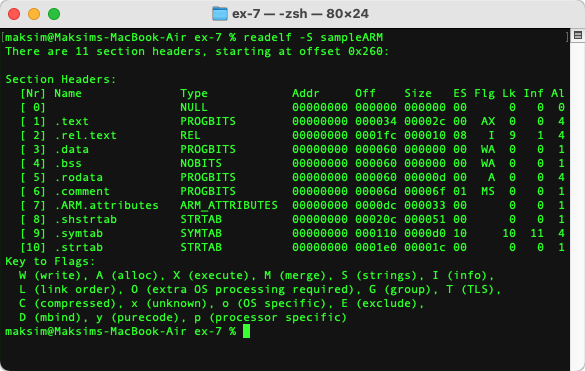 ex-7 — -zsh — 80×24
[maksim@Maksims-MacBook-Air ex-7 % readelf -S sampleARM ]
There are 11 section headers, starting at offset 0x260:
Section Headers:
  [Nr] Name              Type            Addr     Off    Size   ES Flg Lk Inf Al
  [ 0]                   NULL            00000000 000000 000000 00      0   0  0
  [ 1] .text             PROGBITS        00000000 000034 00002c 00  AX  0   0  4
  [ 2] .rel.text         REL             00000000 0001fc 000010 08   I  9   1  4
  [ 3] .data             PROGBITS        00000000 000060 000000 00  WA  0   0  1
  [ 4] .bss              NOBITS          00000000 000060 000000 00  WA  0   0  1
  [ 5] .rodata           PROGBITS        00000000 000060 00000d 00   A  0   0  4
  [ 6] .comment          PROGBITS        00000000 00006d 00006f 01  MS  0   0  1
  [ 7] .ARM.attributes   ARM_ATTRIBUTES  00000000 0000dc 000033 00      0   0  1
  [ 8] .shstrtab         STRTAB          00000000 00020c 000051 00      0   0  1
  [ 9] .symtab           SYMTAB          00000000 000110 0000d0 10     10  11  4
  [10] .strtab           STRTAB          00000000 0001e0 00001c 00      0   0  1
Key to Flags:
  W (write), A (alloc), X (execute), M (merge), S (strings), I (info),
  L (link order), O (extra OS processing required), G (group), T (TLS),
  C (compressed), x (unknown), o (OS specific), E (exclude),
  D (mbind), y (purecode), p (processor specific)
maksim@Maksims-MacBook-Air ex-7 %